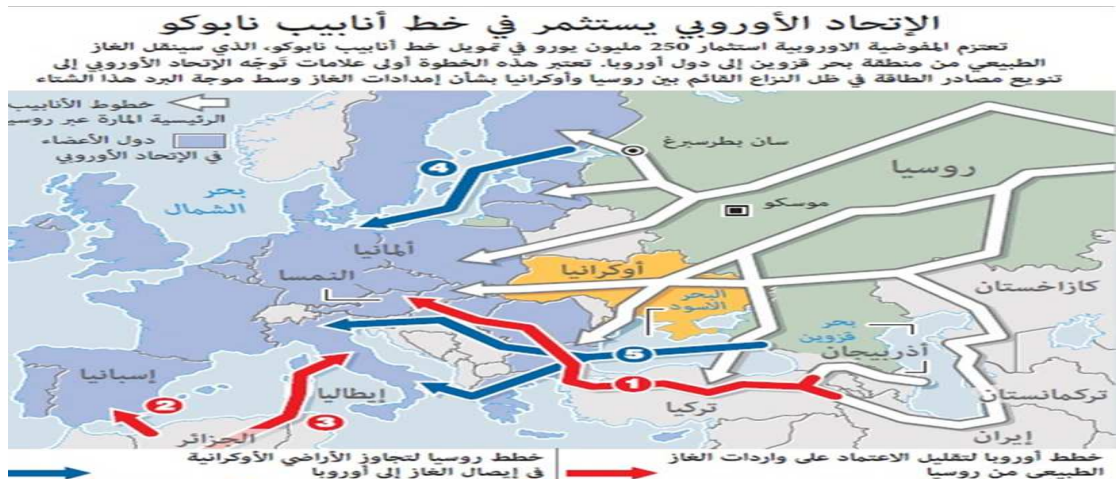 الإتحاد الأوروبي يستثمر في خط أنابيب نابوكو
تعتزم المفوضية الاوروبية استثمار 250 مليون يورو في تمويل خط أنابيب نابوكو، الذي سينقل الغاز
الطبيعي من منطقة بحر قزوين إلى دول أوروبا. تعتبر هذه الخطوة أولى علامات توجّه الإتحاد الأوروبي إلى
تنويع مصادر الطاقة في ظل النزاع القائم بين روسيا وأوكرانيا بشأن إمدادات الغاز وسط موجة البرد هذا الشتاء
خطوط الأنابيب
الرئيسية المارة عبر روسيا
دول الأعضاء
في الإتحاد الأوروبي
بحر
الشمال
سان بطرسبرغ
روسيا
موسكو
4
ألمانيا
النمسا
أوكرانيا
البحر
الأسود
كازاخستان
بحر
قزوين
أذربيجان
5
إسبانيا
إيطاليا
1
تركيا
تركمانستان
إيران
2
3
الجزائر
خطط أوروبا لتقليل الاعتماد على واردات الغاز
الطبيعي من روسيا
خطط روسيا لتجاوز الأراضي الأوكرانية
في إيصال الغاز إلى أوروبا